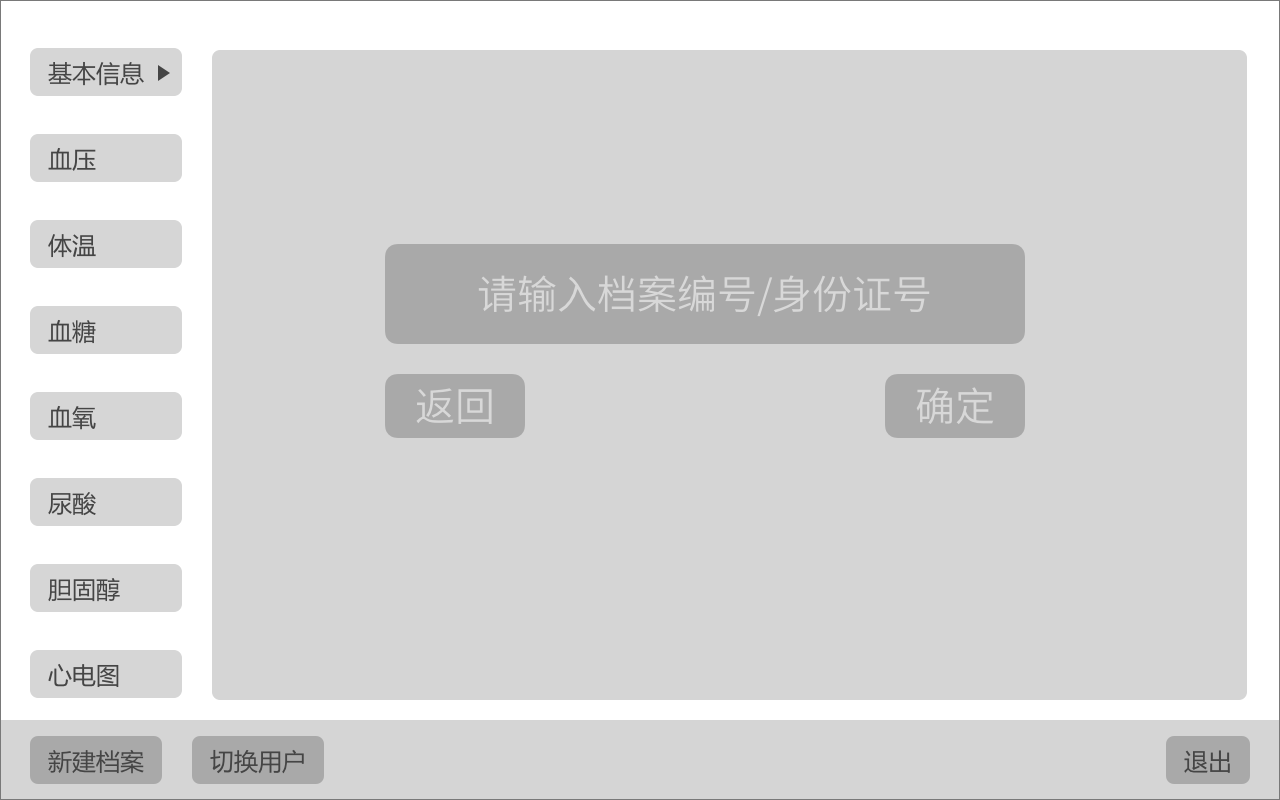 基本信息
血压
体温
血糖
血氧
尿酸
胆固醇
心电图
请输入档案编号/身份证号
返回
确定
新建档案
切换用户
退出